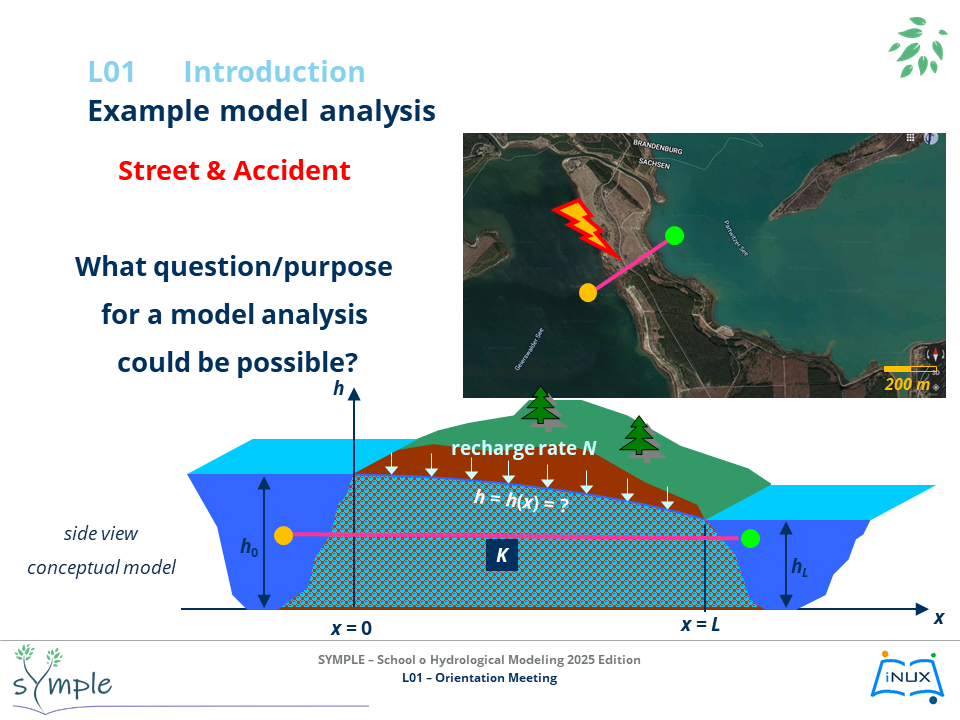 L01 Introduction
Example model analysis
Street & Accident
What question/purpose
for a model analysis
could be possible?
BRANDENBURG
SACHSEN
Partwitzer See
Geierswalder See
200 m
h
recharge rate N
h = h(x) = ?
side view
conceptual model
h₀
K
h_L
x = 0
x = L
x
SYMPLE – School o Hydrological Modeling 2025 Edition
L01 – Orientation Meeting
sYmple
iNUX